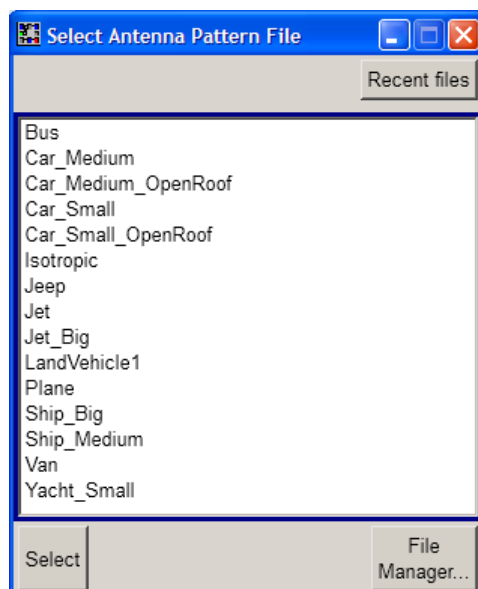 Select Antenna Pattern File
Recent files
Bus
Car_Medium
Car_Medium_OpenRoof
Car_Small
Car_Small_OpenRoof
Isotropic
Jeep
Jet
Jet_Big
LandVehicle1
Plane
Ship_Big
Ship_Medium
Van
Yacht_Small
Select
File
Manager...